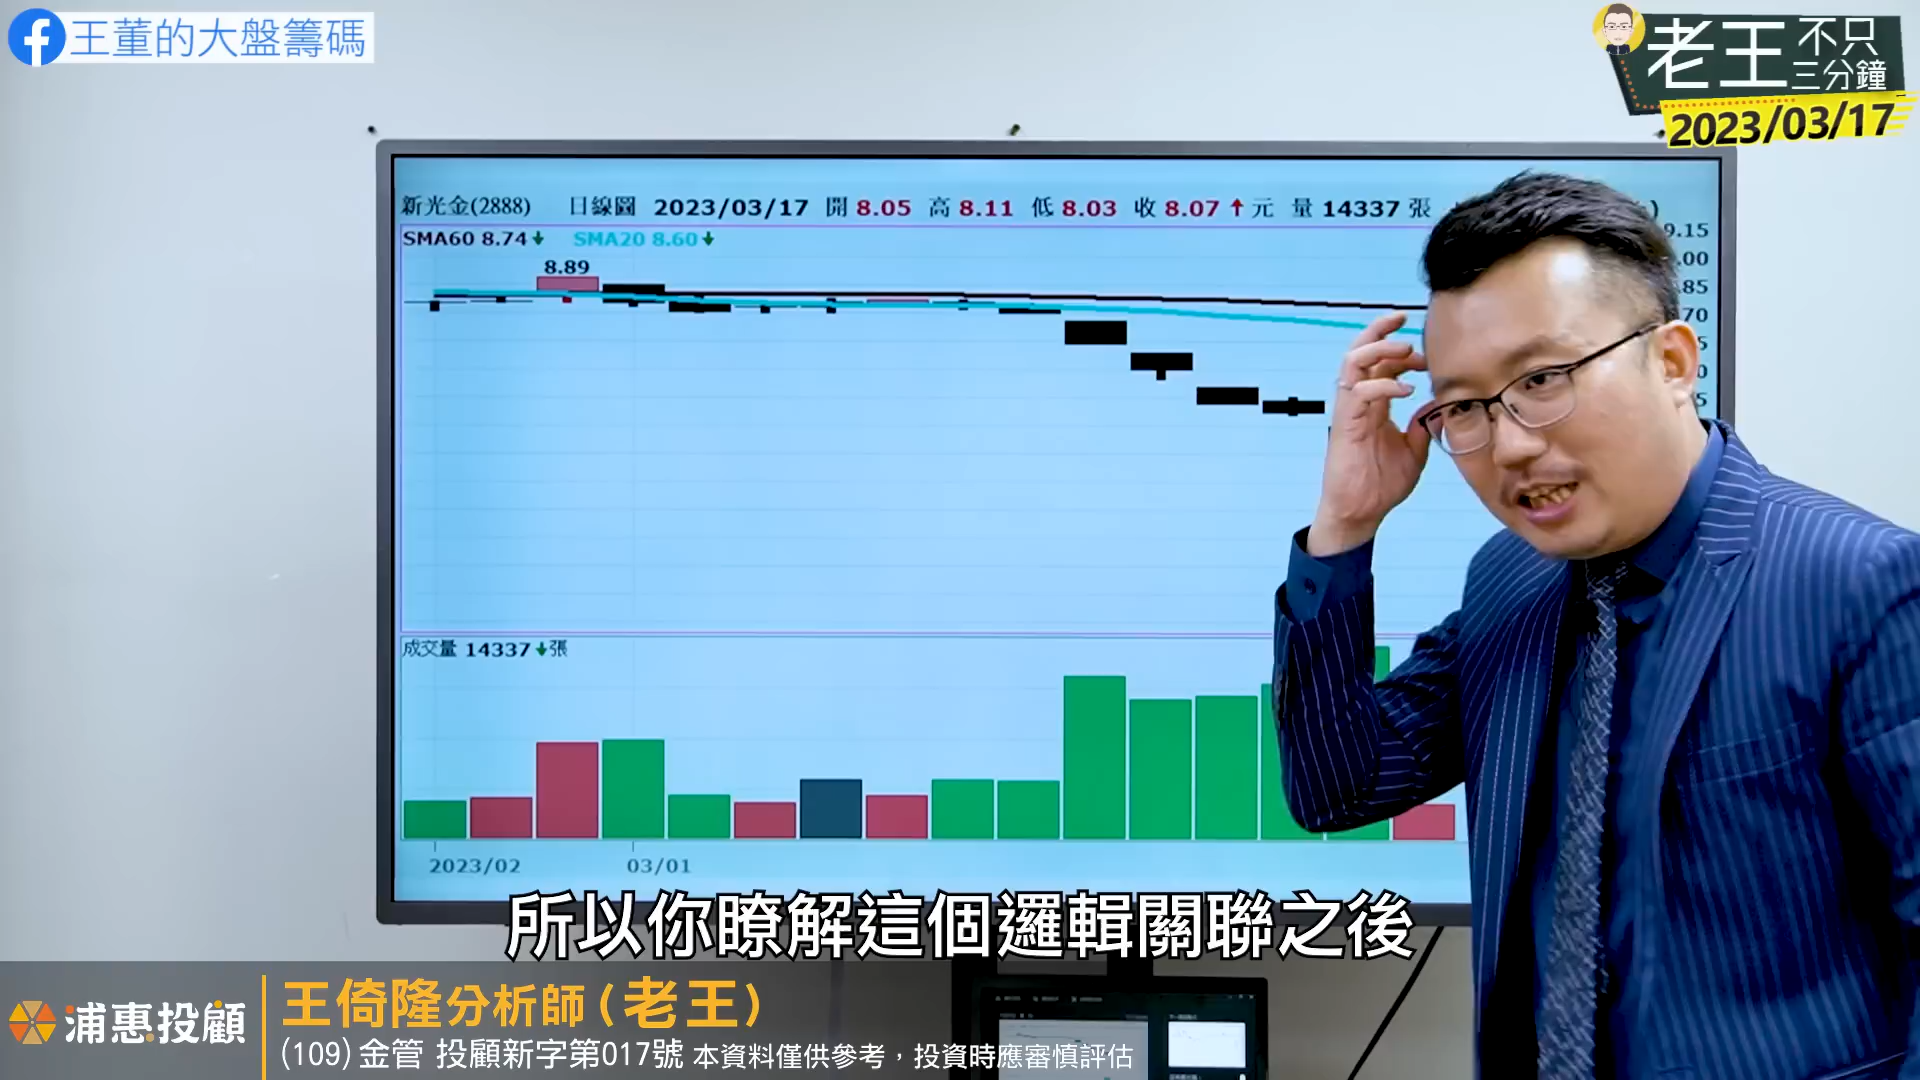 王董的大盤籌碼
老王不只三分鐘
2023/03/17
新光金(2888) 日線圖 2023/03/17 開 8.05 高 8.11 低 8.03 收 8.07↑元 量 14337 張
SMA60 8.74↓ SMA20 8.60↓
9.15
.00
85
70
8.89
成交量 14337↓張
2023/02 03/01
所以你瞭解這個邏輯關聯之後
浦惠投顧
王倚隆分析師(老王)
(109)金管 投顧新字第017號 本資料僅供參考,投資時應審慎評估